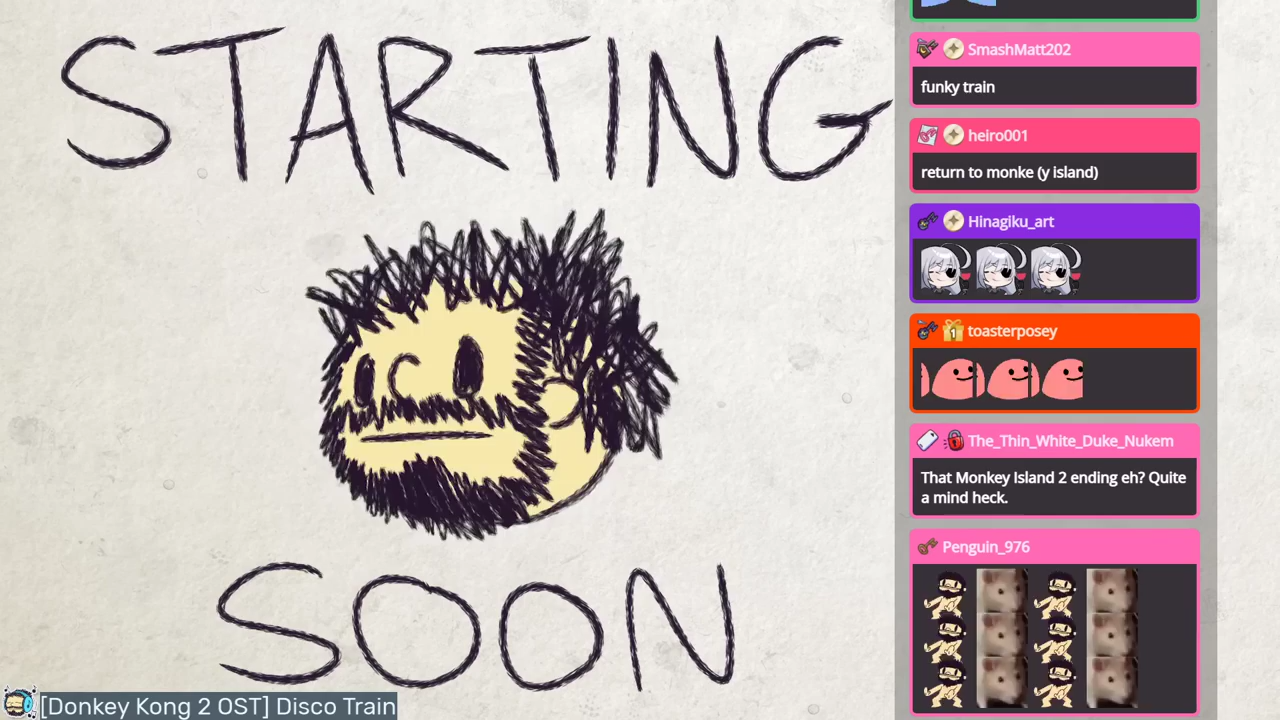 STARTING
SOON
[Donkey Kong 2 OST] Disco Train
SmashMatt202
funky train
heiro001
return to monke (y island)
Hinagiku_art
1 toasterposey
The_Thin_White_Duke_Nukem
That Monkey Island 2 ending eh? Quite
a mind heck.
Penguin_976